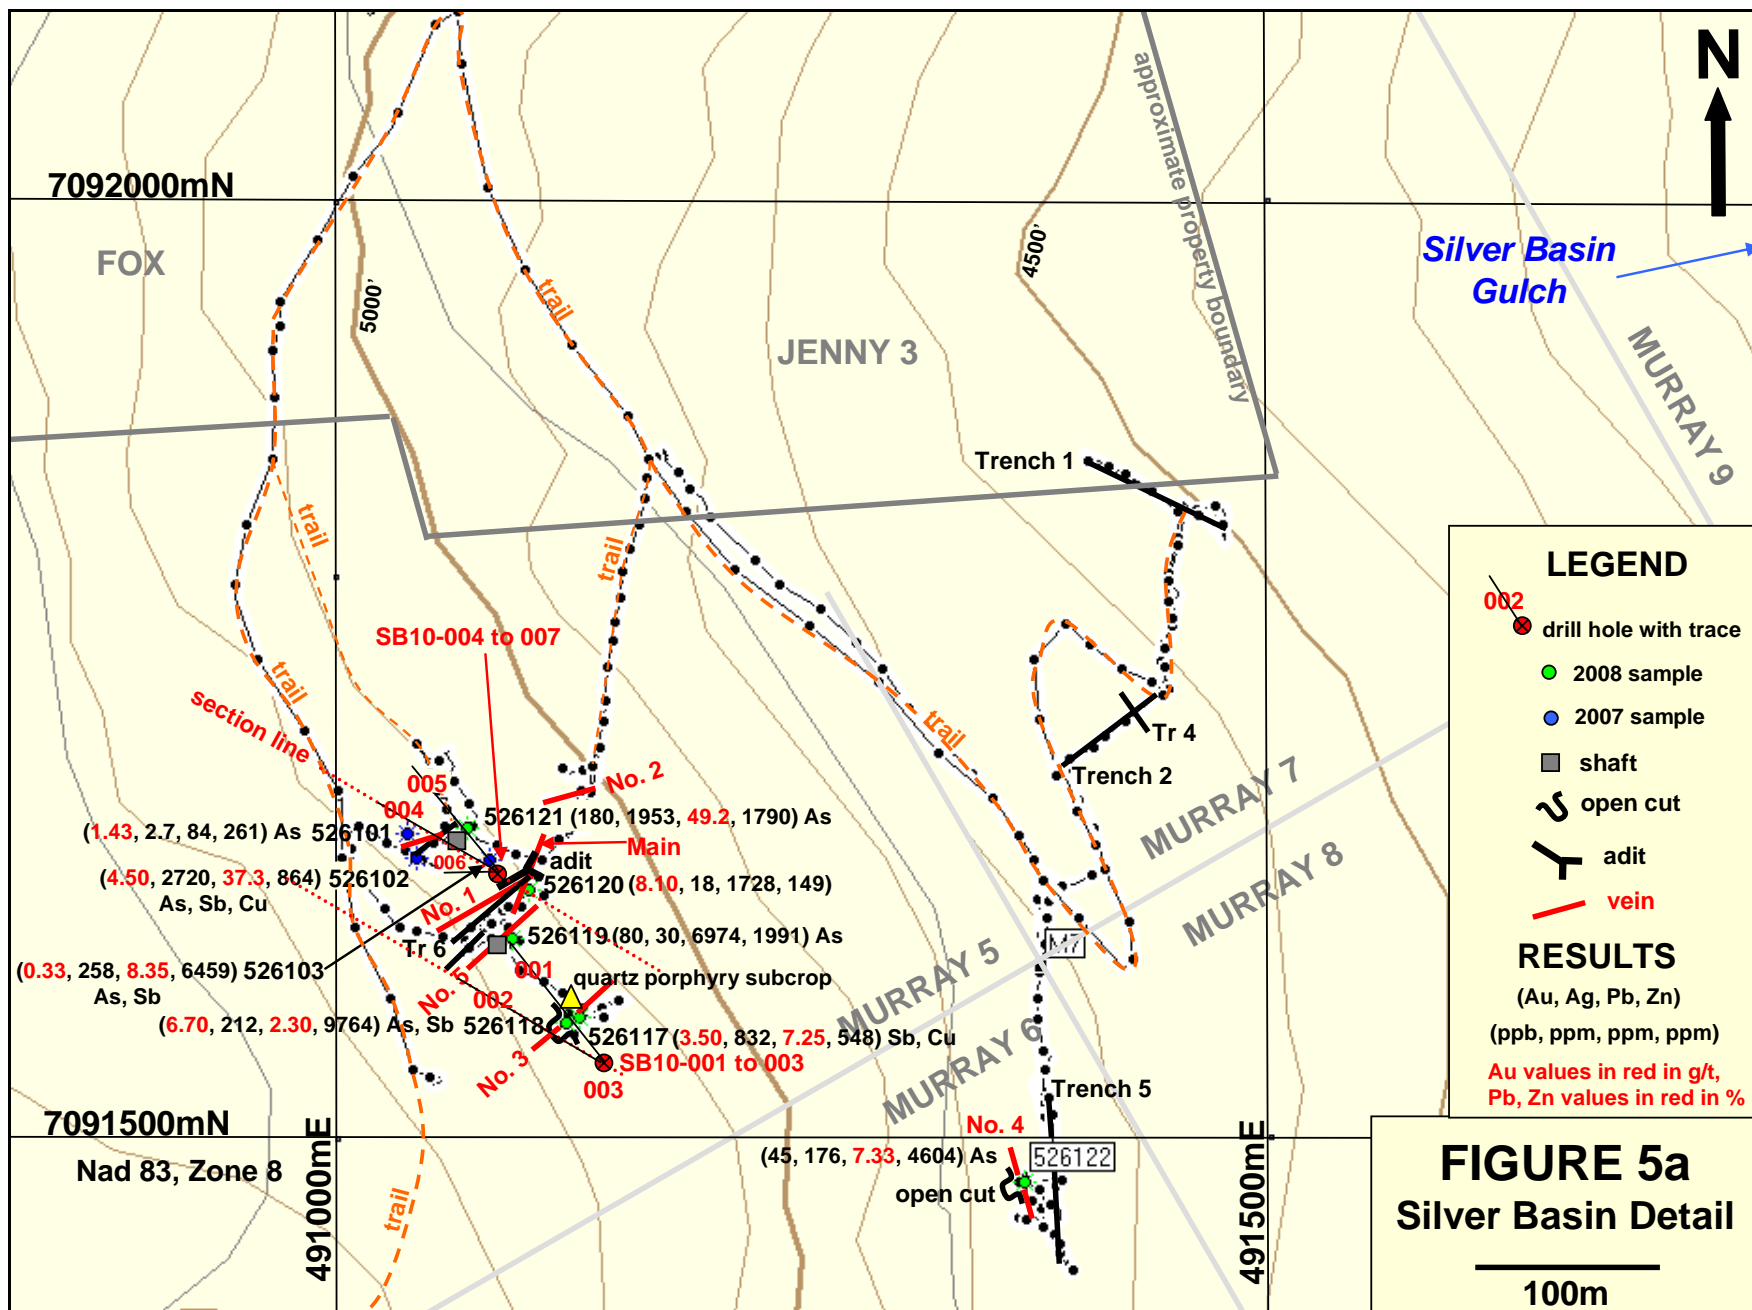 N
7092000mN
FOX
5000'
4500'
approximate property boundary
Silver Basin
Gulch
trail
JENNY 3
MURRAY 9
Trench 1
trail
trail
SB10-004 to 007
trail
section line
trail
Tr 4
Trench 2
No. 2
005
004
526121 (180, 1953, 49.2, 1790) As
(1.43, 2.7, 84, 261) As 526101
Main
006
adit
(4.50, 2720, 37.3, 864) 526102
As, Sb, Cu
526120 (8.10, 18, 1728, 149)
No. 1
Tr 6
526119 (80, 30, 6974, 1991) As
(0.33, 258, 8.35, 6459) 526103
As, Sb
No. 5
001
quartz porphyry subcrop
002
(6.70, 212, 2.30, 9764) As, Sb 526118
526117 (3.50, 832, 7.25, 548) Sb, Cu
No. 3
SB10-001 to 003
003
MURRAY 7
MURRAY 8
MURRAY 5
MURRAY 6
M7
Trench 5
7091500mN
Nad 83, Zone 8
491000mE
trail
No. 4
(45, 176, 7.33, 4604) As
526122
open cut
491500mE
LEGEND
002
drill hole with trace
2008 sample
2007 sample
shaft
open cut
adit
vein
RESULTS
(Au, Ag, Pb, Zn)
(ppb, ppm, ppm, ppm)
Au values in red in g/t,
Pb, Zn values in red in %
FIGURE 5a
Silver Basin Detail
100m